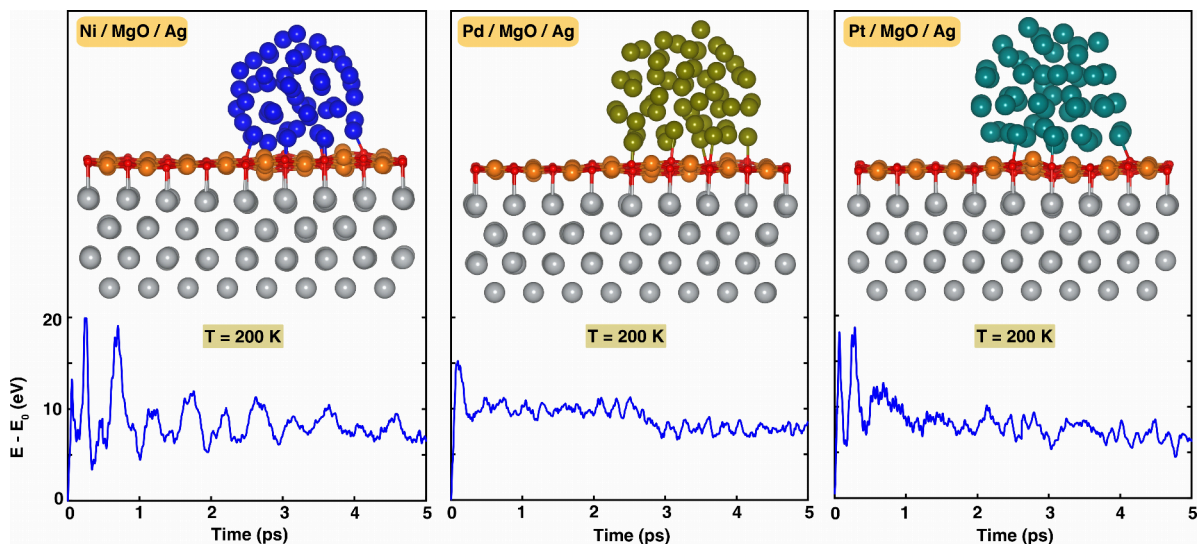 Ni / MgO / Ag
Pd / MgO / Ag
Pt / MgO / Ag
T = 200 K
T = 200 K
T = 200 K
E - E0 (eV)
20
10
0
0 1 2 3 4 5
0 1 2 3 4 5
0 1 2 3 4 5
Time (ps)
Time (ps)
Time (ps)